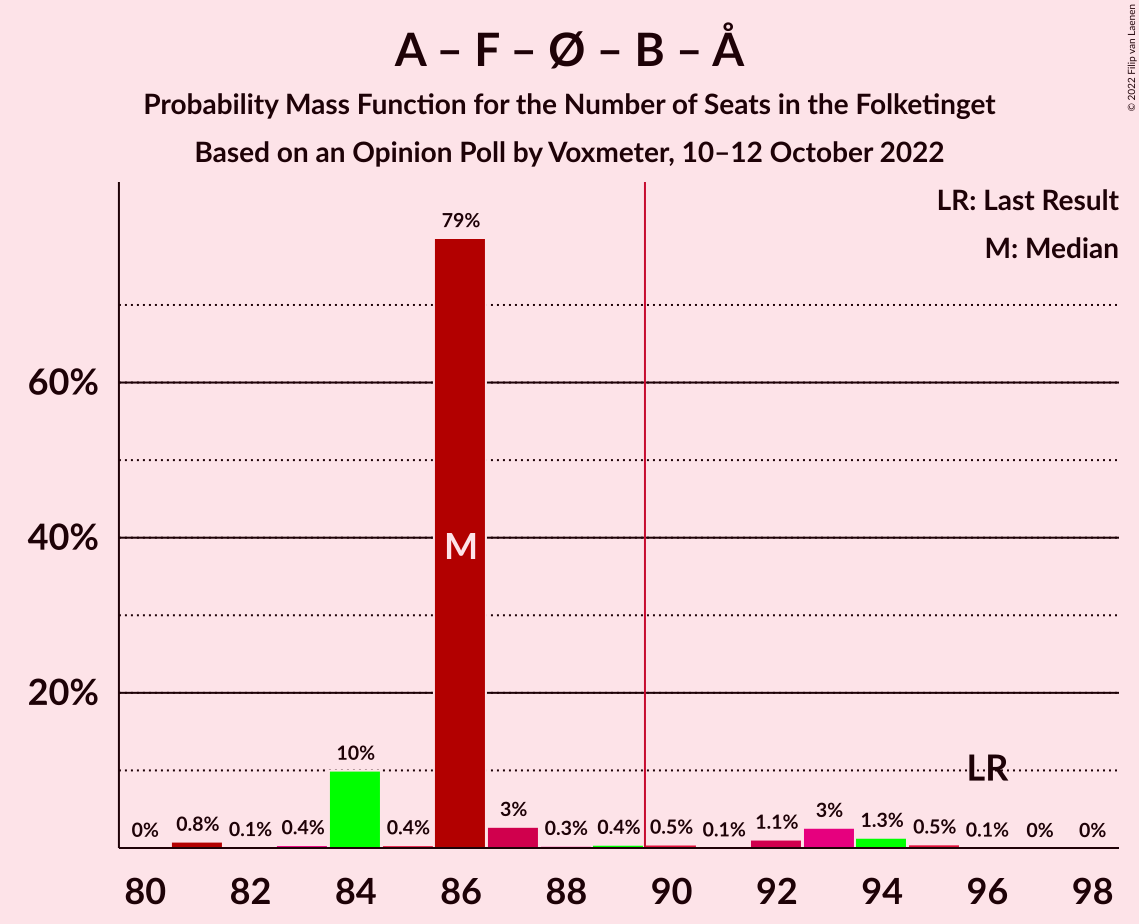 A – F – Ø – B – Å
Probability Mass Function for the Number of Seats in the Folketinget
Based on an Opinion Poll by Voxmeter, 10–12 October 2022
© 2022 Filip van Laenen
LR: Last Result
M: Median
60%
40%
20%
0%
0.8%
0.1%
0.4%
10%
0.4%
79%
M
3%
0.3%
0.4%
0.5%
0.1%
1.1%
3%
1.3%
0.5%
0.1%
LR
0%
0%
80 82 84 86 88 90 92 94 96 98